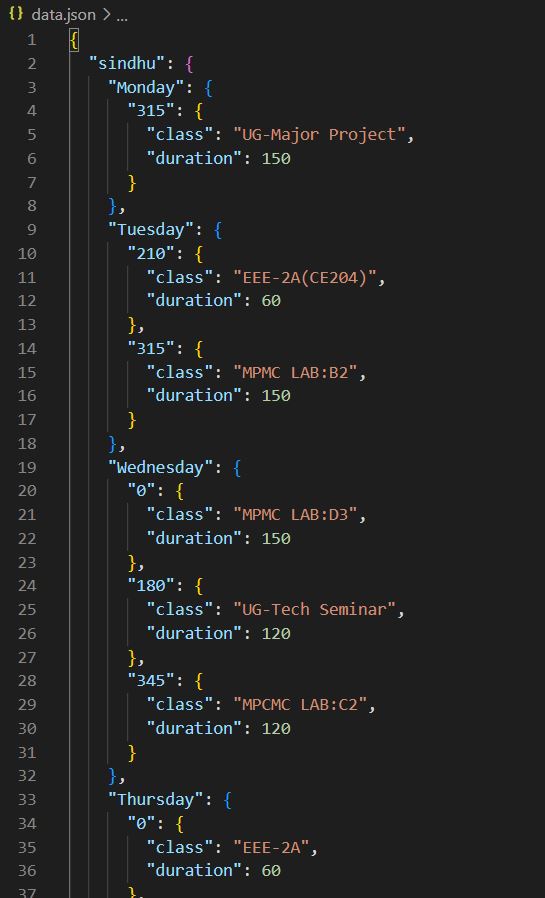 {} data.json > ...
1 {
2 "sindhu": {
3 "Monday": {
4 "315": {
5 "class": "UG-Major Project",
6 "duration": 150
7 }
8 },
9 "Tuesday": {
10 "210": {
11 "class": "EEE-2A(CE204)",
12 "duration": 60
13 },
14 "315": {
15 "class": "MPMC LAB:B2",
16 "duration": 150
17 }
18 },
19 "Wednesday": {
20 "0": {
21 "class": "MPMC LAB:D3",
22 "duration": 150
23 },
24 "180": {
25 "class": "UG-Tech Seminar",
26 "duration": 120
27 },
28 "345": {
29 "class": "MPCMC LAB:C2",
30 "duration": 120
31 }
32 },
33 "Thursday": {
34 "0": {
35 "class": "EEE-2A",
36 "duration": 60
37 },